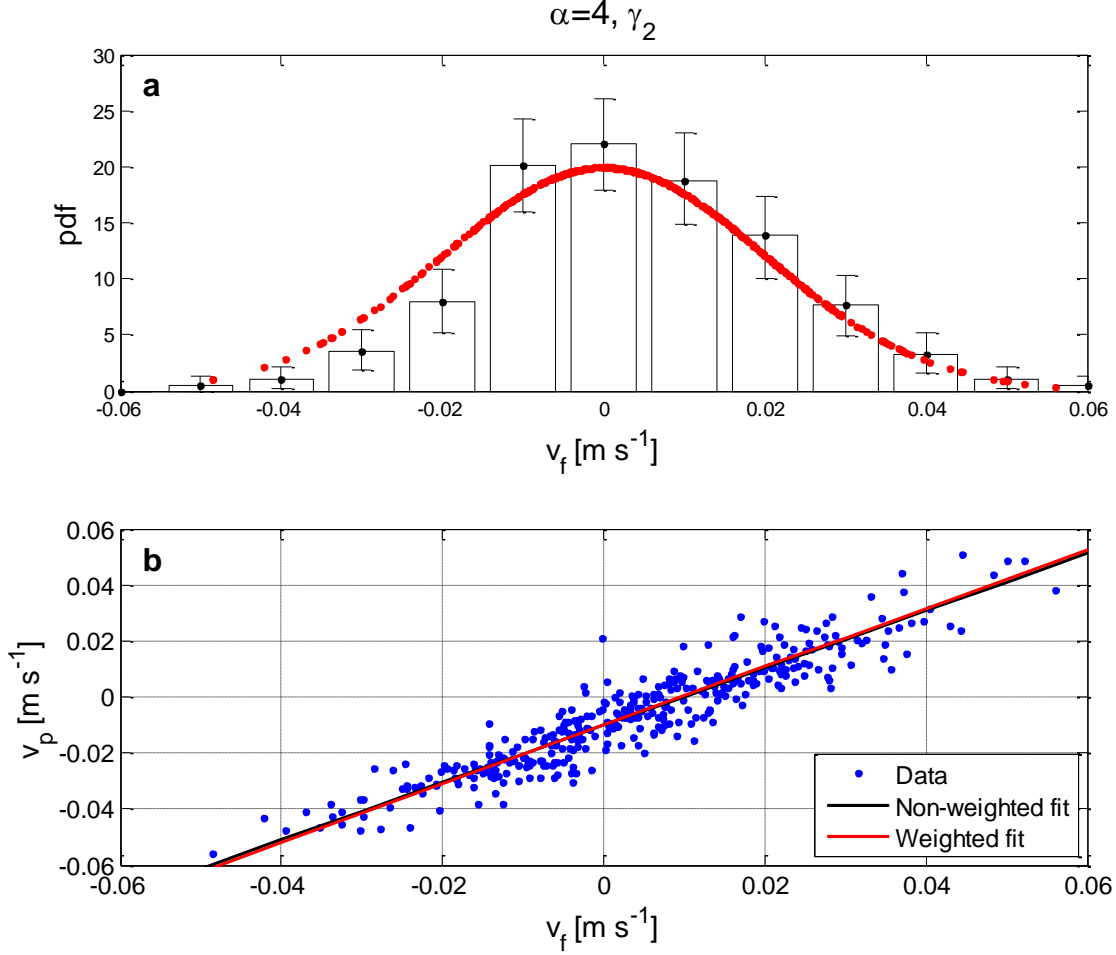 α=4, γ2
a
30
25
20
15
10
5
0
pdf
-0.06 -0.04 -0.02 0 0.02 0.04 0.06
vf [m s-1]
b
0.06
0.04
0.02
0
-0.02
-0.04
-0.06
vp [m s-1]
Data
Non-weighted fit
Weighted fit
-0.06 -0.04 -0.02 0 0.02 0.04 0.06
vf [m s-1]